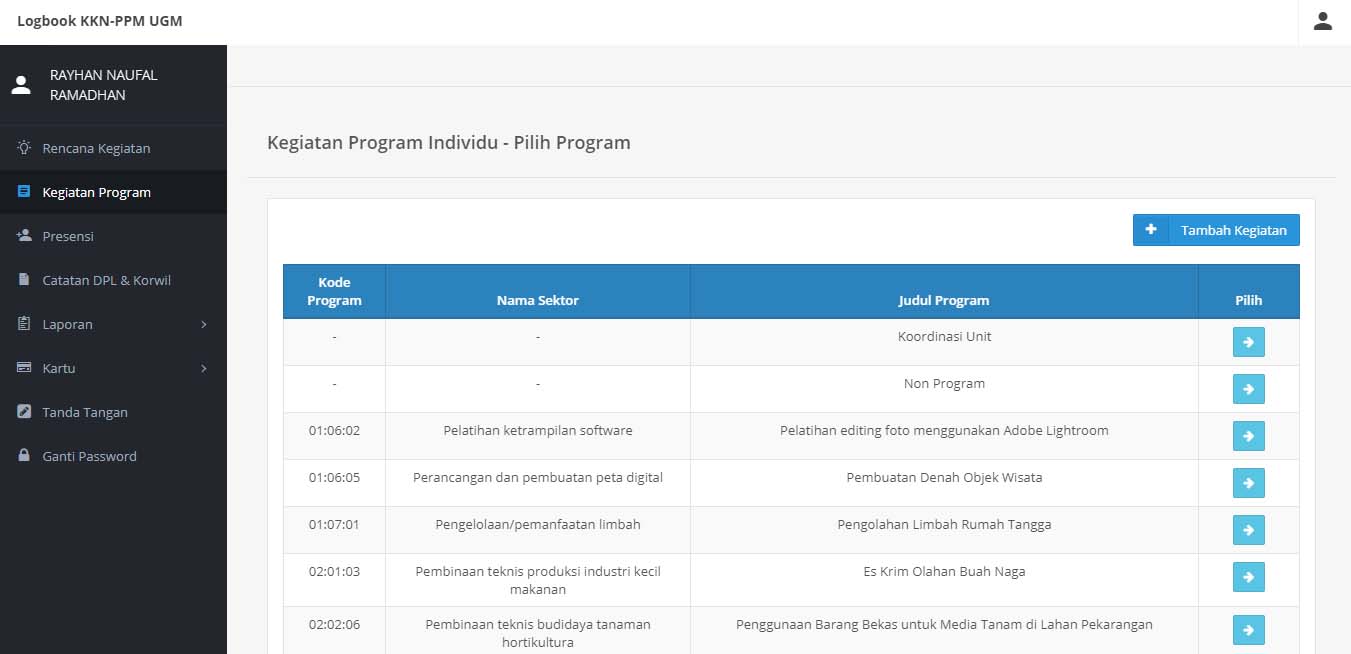 Logbook KKN-PPM UGM
RAYHAN NAUFAL
RAMADHAN
Rencana Kegiatan
Kegiatan Program
Presensi
Catatan DPL & Korwil
Laporan
Kartu
Tanda Tangan
Ganti Password
Kegiatan Program Individu - Pilih Program
Tambah Kegiatan
Kode Program Nama Sektor Judul Program Pilih
- - Koordinasi Unit
- - Non Program
01:06:02 Pelatihan ketrampilan software Pelatihan editing foto menggunakan Adobe Lightroom
01:06:05 Perancangan dan pembuatan peta digital Pembuatan Denah Objek Wisata
01:07:01 Pengelolaan/pemanfaatan limbah Pengolahan Limbah Rumah Tangga
02:01:03 Pembinaan teknis produksi industri kecil makanan Es Krim Olahan Buah Naga
02:02:06 Pembinaan teknis budidaya tanaman hortikultura Penggunaan Barang Bekas untuk Media Tanam di Lahan Pekarangan